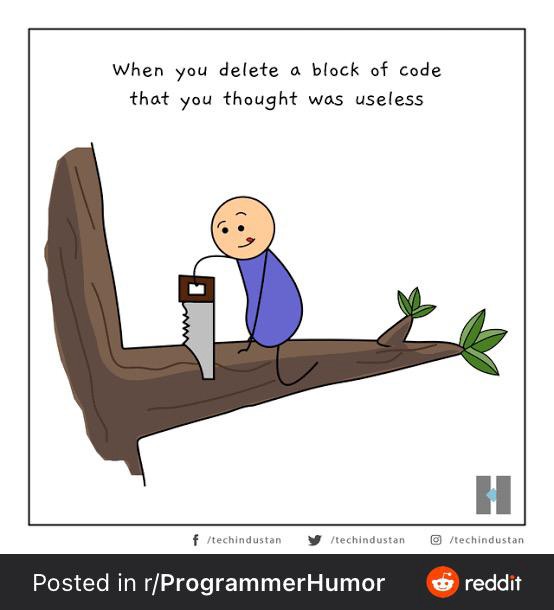 When you delete a block of code
that you thought was useless
/techindustan /techindustan /techindustan
Posted in r/ProgrammerHumor reddit